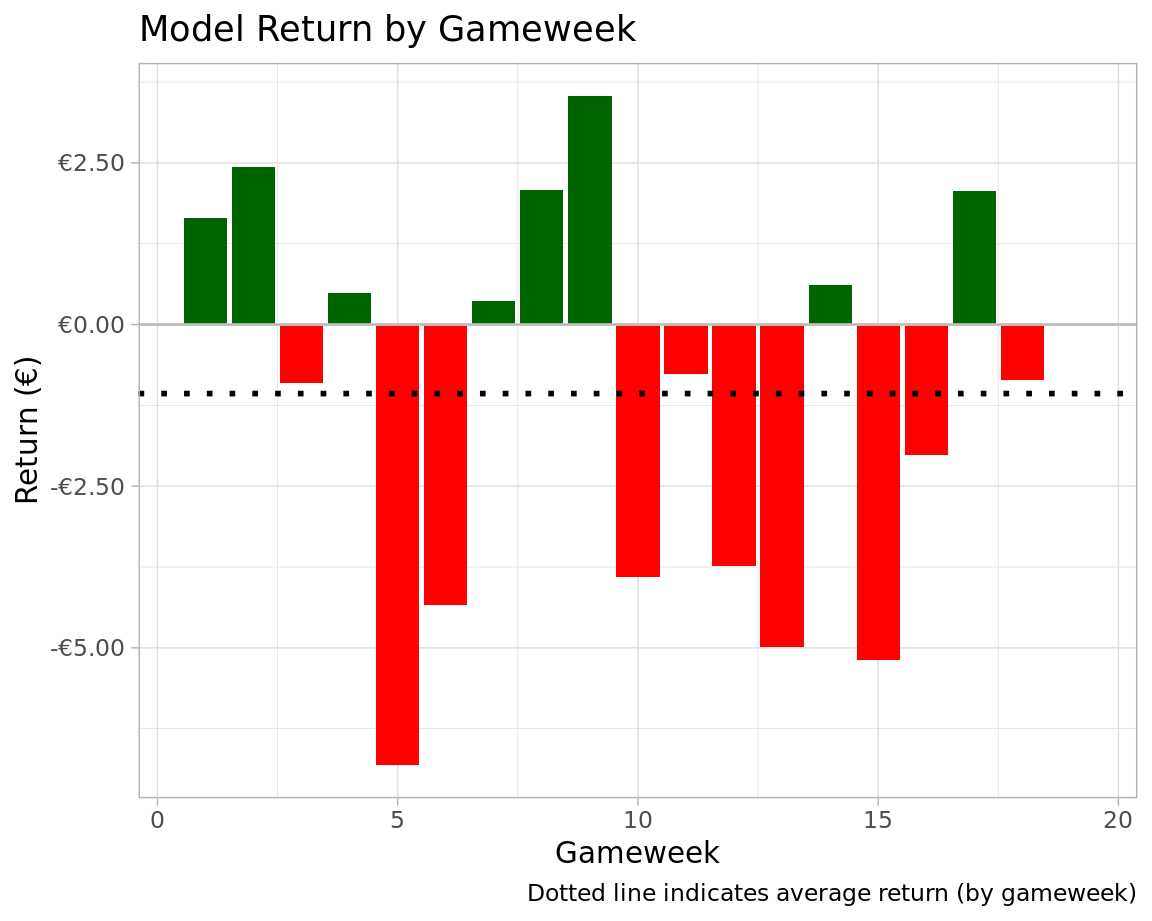 Model Return by Gameweek
€2.50
€0.00
-€2.50
-€5.00
Return (€)
0 5 10 15 20
Gameweek
Dotted line indicates average return (by gameweek)